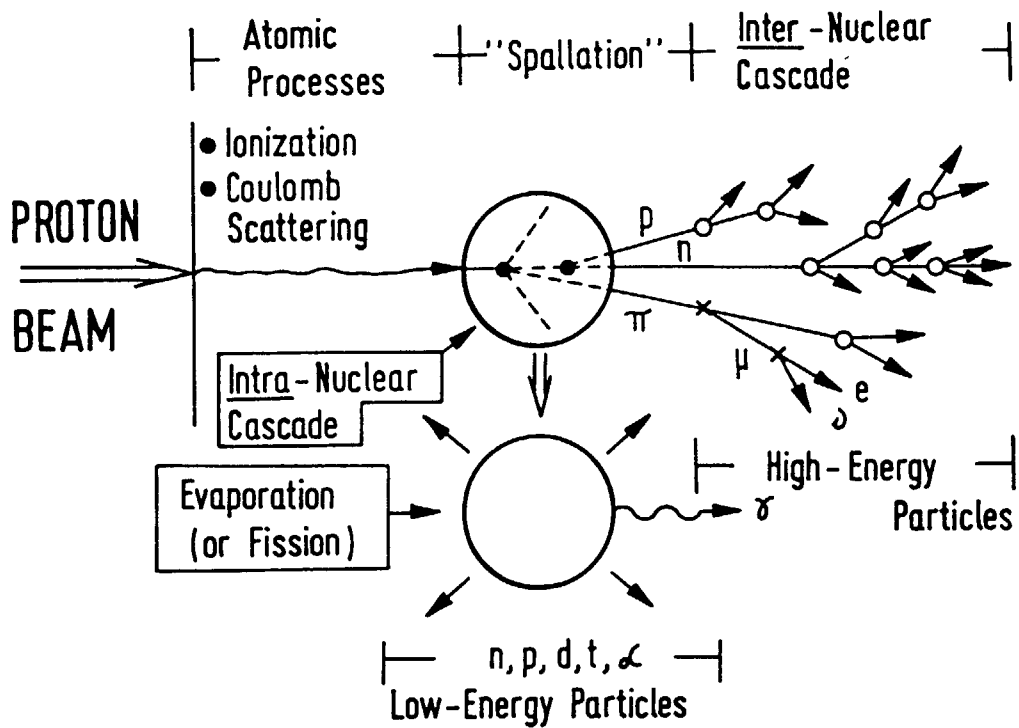 Atomic
Processes
"Spallation"
Inter-Nuclear
Cascade
● Ionization
● Coulomb
Scattering
PROTON
BEAM
p
n
π
μ
e
υ
Intra-Nuclear
Cascade
Evaporation
(or Fission)
γ
High-Energy
Particles
n, p, d, t, α
Low-Energy Particles